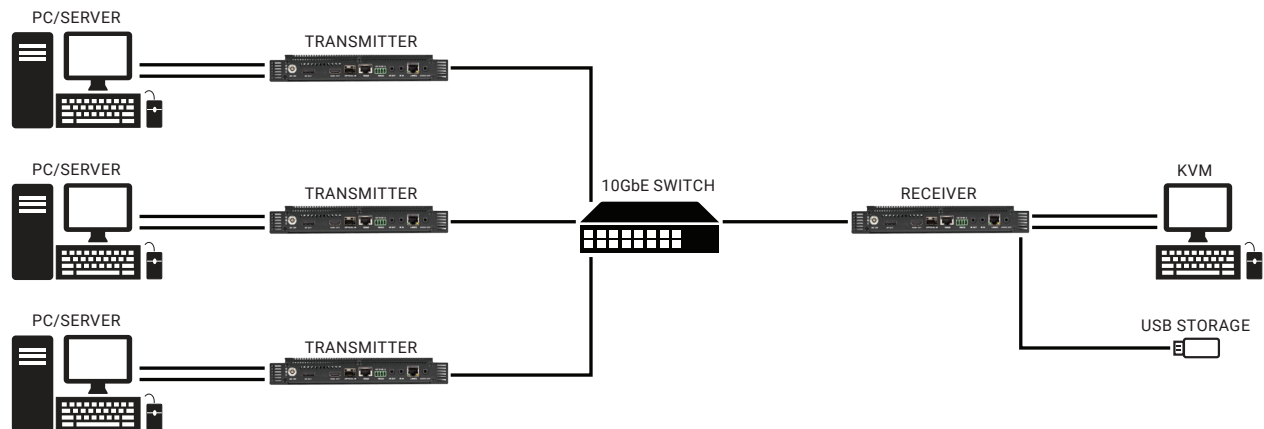 PC/SERVER
TRANSMITTER
PC/SERVER
TRANSMITTER
10GbE SWITCH
RECEIVER
KVM
PC/SERVER
TRANSMITTER
USB STORAGE